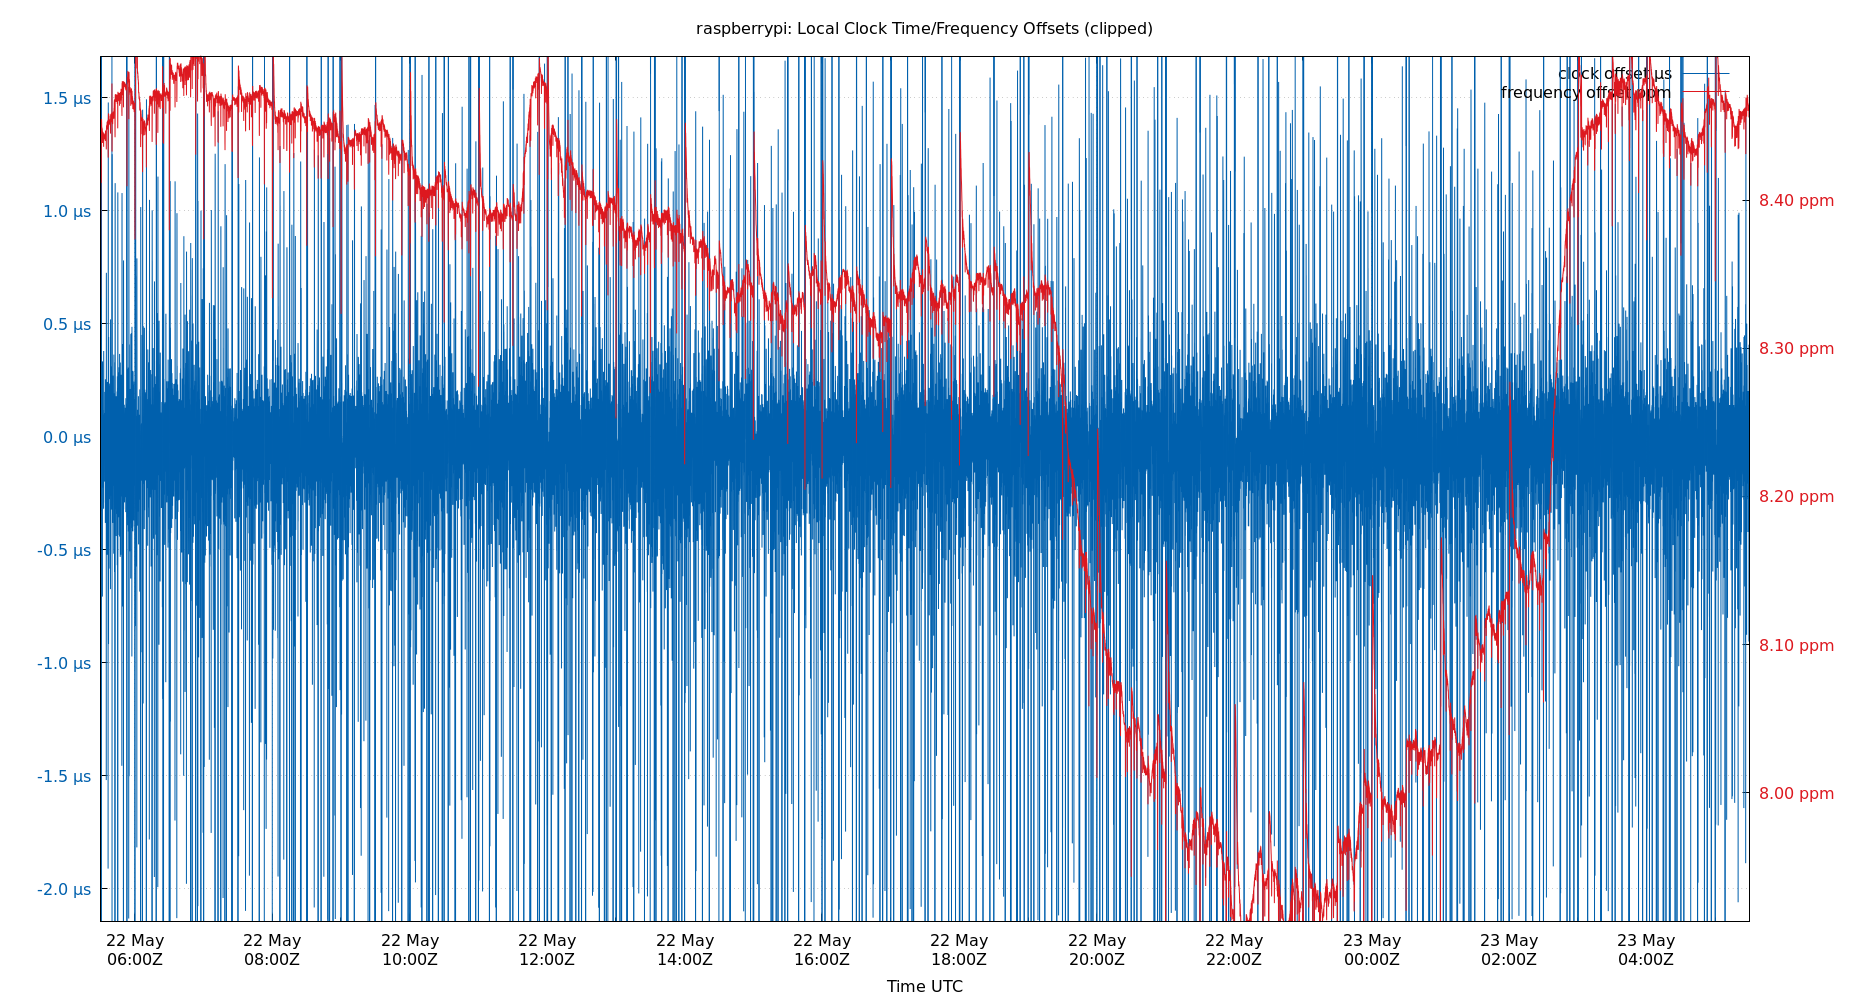 raspberrypi: Local Clock Time/Frequency Offsets (clipped)
clock offset µs
frequency offset ppm
1.5 µs
1.0 µs
0.5 µs
0.0 µs
-0.5 µs
-1.0 µs
-1.5 µs
-2.0 µs
8.40 ppm
8.30 ppm
8.20 ppm
8.10 ppm
8.00 ppm
22 May 22 May 22 May 22 May 22 May 22 May 22 May 22 May 22 May 23 May 23 May 23 May
06:00Z 08:00Z 10:00Z 12:00Z 14:00Z 16:00Z 18:00Z 20:00Z 22:00Z 00:00Z 02:00Z 04:00Z
Time UTC